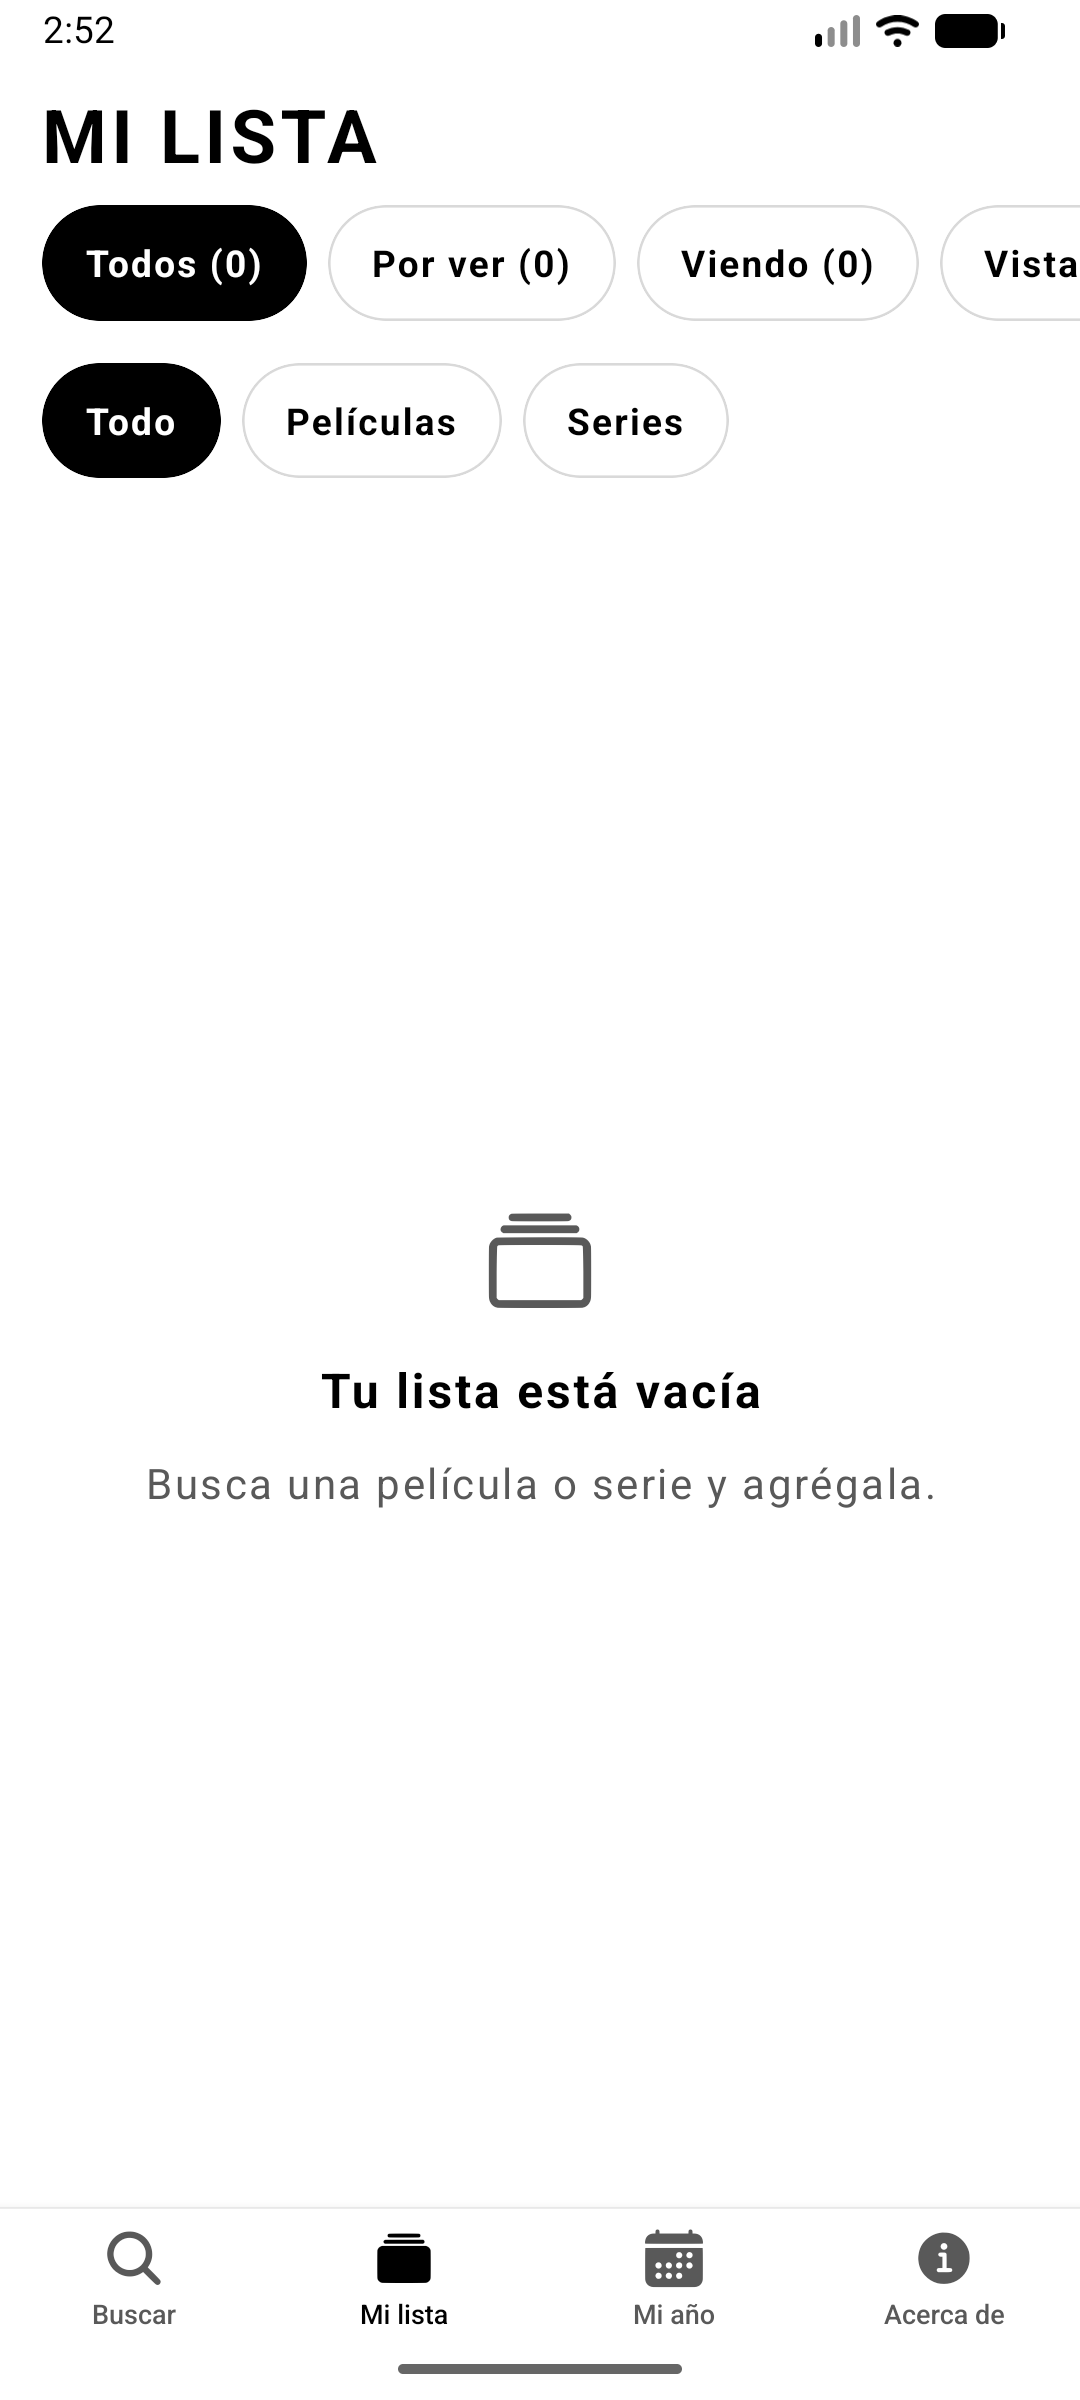 2:52
MI LISTA
Todos (0) Por ver (0) Viendo (0) Vista
Todo Películas Series
Tu lista está vacía
Busca una película o serie y agrégala.
Buscar Mi lista Mi año Acerca de